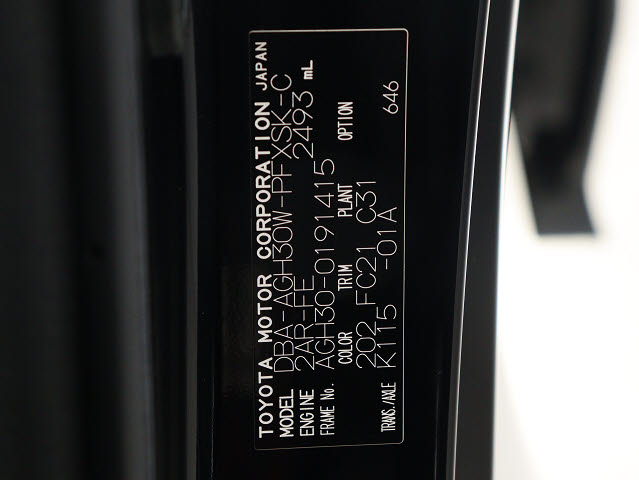 TOYOTA MOTOR CORPORATION JAPAN
MODEL DBA-AGH30W-PFXSK-C
ENGINE 2AR-FE 2493 mL
FRAME No. AGH30-0191415
COLOR TRIM PLANT OPTION
202 FC21 C31 646
TRANS./AXLE K115 -01A